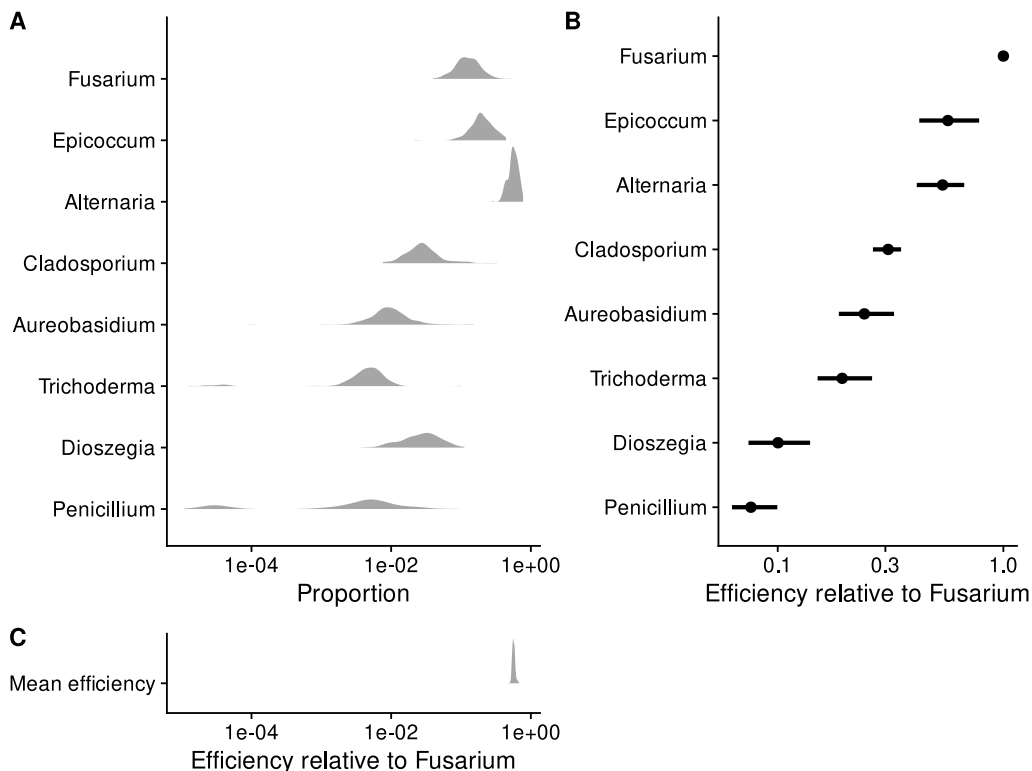 A
Fusarium
Epicoccum
Alternaria
Cladosporium
Aureobasidium
Trichoderma
Dioszegia
Penicillium
1e-04 1e-02 1e+00
Proportion
B
Fusarium
Epicoccum
Alternaria
Cladosporium
Aureobasidium
Trichoderma
Dioszegia
Penicillium
0.1 0.3 1.0
Efficiency relative to Fusarium
C
Mean efficiency
1e-04 1e-02 1e+00
Efficiency relative to Fusarium